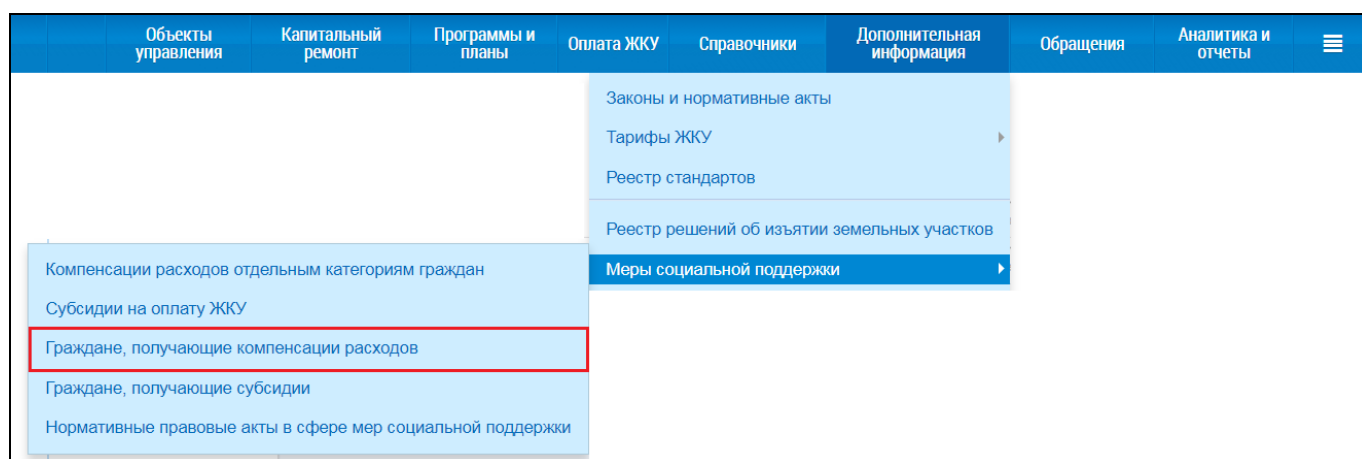 Объекты
управления
Капитальный
ремонт
Программы и
планы
Оплата ЖКУ
Справочники
Дополнительная
информация
Обращения
Аналитика и
отчеты
Законы и нормативные акты
Тарифы ЖКУ
Реестр стандартов
Реестр решений об изъятии земельных участков
Меры социальной поддержки
Компенсации расходов отдельным категориям граждан
Субсидии на оплату ЖКУ
Граждане, получающие компенсации расходов
Граждане, получающие субсидии
Нормативные правовые акты в сфере мер социальной поддержки